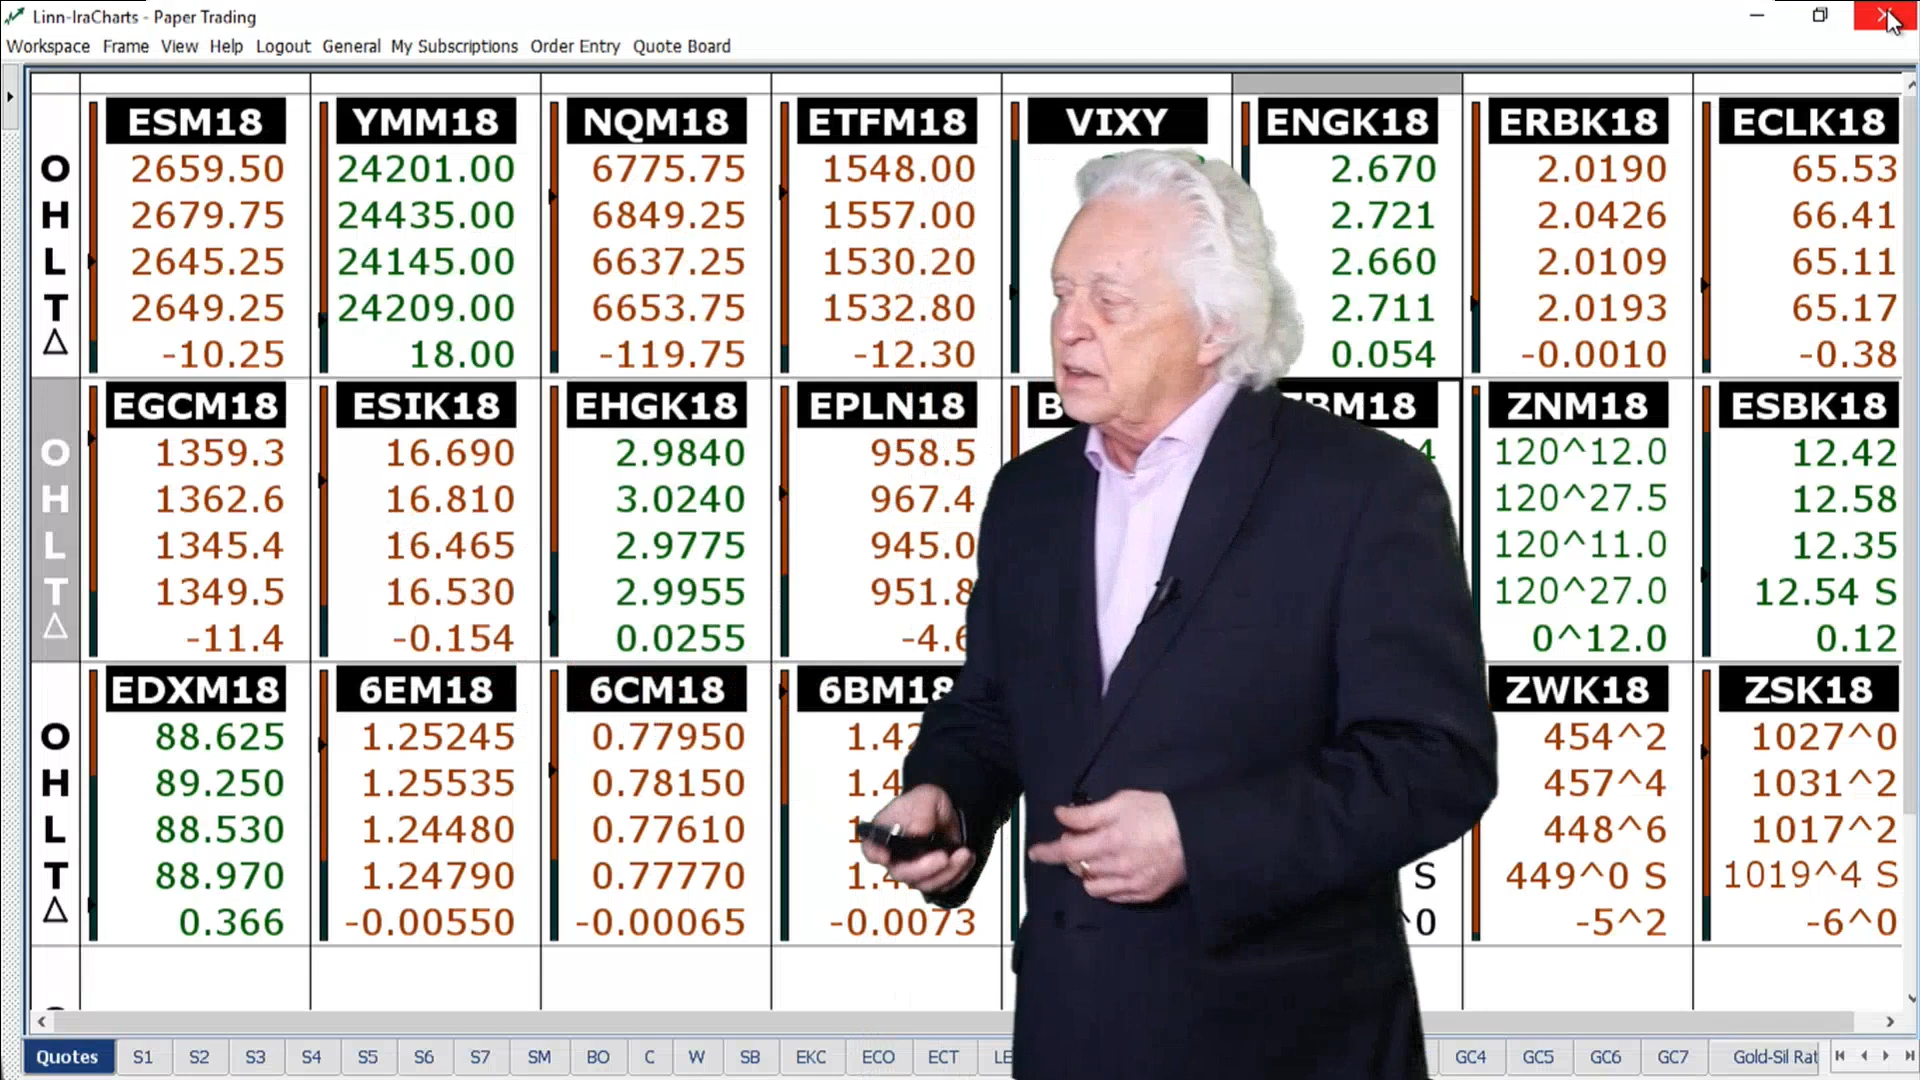 Linn-IraCharts - Paper Trading
Workspace Frame View Help Logout General My Subscriptions Order Entry Quote Board
ESM18 YMM18 NQM18 ETFM18 VIXY ENGK18 ERBK18 ECLK18
O 2659.50 24201.00 6775.75 1548.00 2.670 2.0190 65.53
H 2679.75 24435.00 6849.25 1557.00 2.721 2.0426 66.41
L 2645.25 24145.00 6637.25 1530.20 2.660 2.0109 65.11
T 2649.25 24209.00 6653.75 1532.80 2.711 2.0193 65.17
△ -10.25 18.00 -119.75 -12.30 0.054 -0.0010 -0.38
EGCM18 ESIK18 EHGK18 EPLN18 ZNM18 ESBK18
O 1359.3 16.690 2.9840 958.5 120^12.0 12.42
H 1362.6 16.810 3.0240 967.4 120^27.5 12.58
L 1345.4 16.465 2.9775 945.0 120^11.0 12.35
T 1349.5 16.530 2.9955 951.8 120^27.0 12.54 S
△ -11.4 -0.154 0.0255 -4.6 0^12.0 0.12
EDXM18 6EM18 6CM18 6BM18 ZWK18 ZSK18
O 88.625 1.25245 0.77950 454^2 1027^0
H 89.250 1.25535 0.78150 457^4 1031^2
L 88.530 1.24480 0.77610 448^6 1017^2
T 88.970 1.24790 0.77770 S 449^0 S 1019^4 S
△ 0.366 -0.00550 -0.00065 -0.0073 ^0 -5^2 -6^0
Quotes S1 S2 S3 S4 S5 S6 S7 SM BO C W SB EKC ECO ECT LE GC4 GC5 GC6 GC7 Gold-Sil Rat